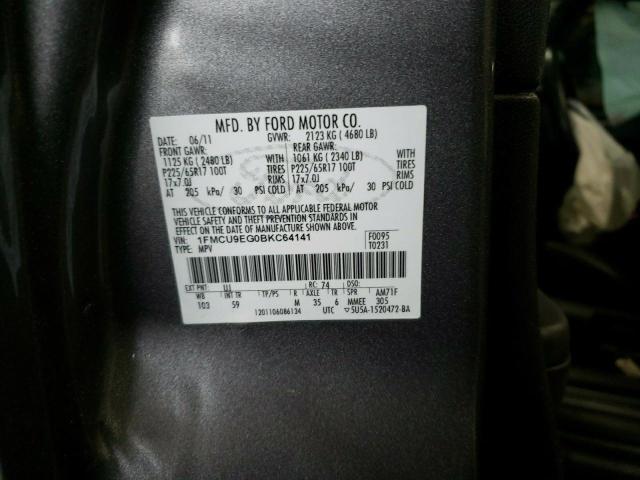 MFD. BY FORD MOTOR CO.
DATE: 06/11 GVWR: 2123 KG ( 4680 LB)
FRONT GAWR: REAR GAWR:
1125 KG ( 2480 LB) WITH 1061 KG ( 2340 LB) WITH
P225/65R17 100T TIRES P225/65R17 100T TIRES
17x7.0J RIMS 17x7.0J RIMS
AT 205 kPa/ 30 PSI COLD AT 205 kPa/ 30 PSI COLD
THIS VEHICLE CONFORMS TO ALL APPLICABLE FEDERAL MOTOR
VEHICLE SAFETY AND THEFT PREVENTION STANDARDS IN
EFFECT ON THE DATE OF MANUFACTURE SHOWN ABOVE.
VIN: 1FMCU9EG0BKC64141 F0095
TYPE: MPV T0231
EXT PNT: UJ RC: 74 DSO:
WB INT TR TP/PS R AXLE TR SPR AM71F
103 59 M 35 6 MMEE 305
1201106086134 UTC ▽5U5A-1520472-BA